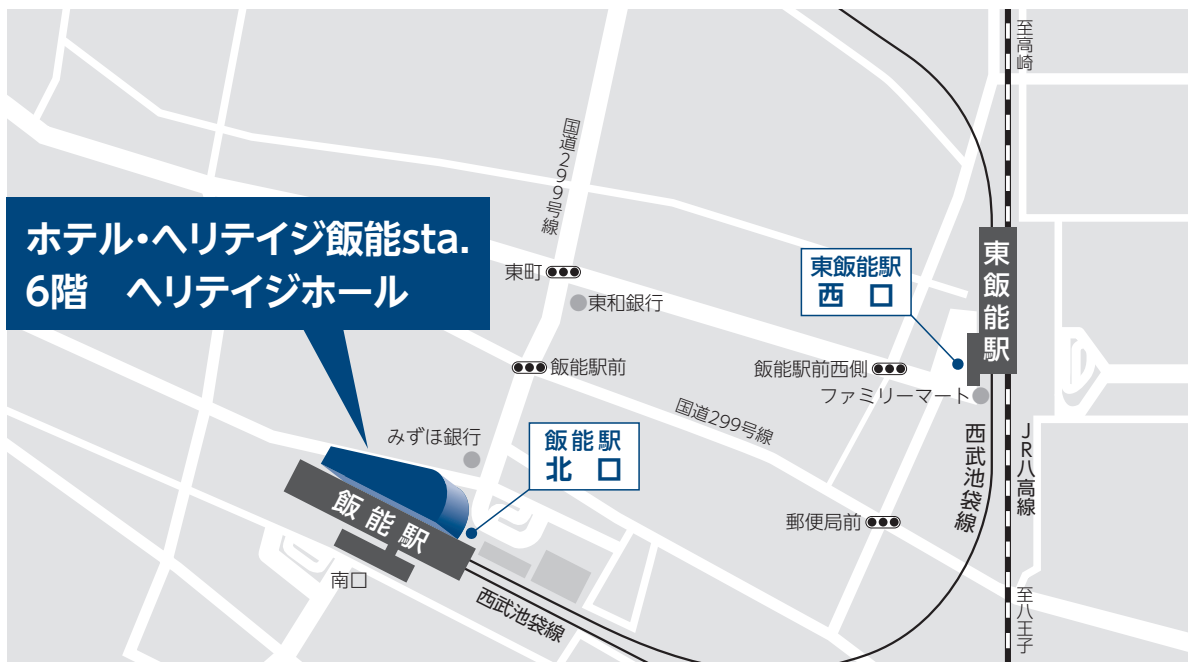 至高崎
国道299号線
ホテル・ヘリテイジ飯能sta.
6階　ヘリテイジホール
東町
東和銀行
東飯能駅
西 口
東飯能駅
飯能駅前
飯能駅前西側
ファミリーマート
国道299号線
みずほ銀行
飯能駅
北 口
西武池袋線
JR八高線
飯能駅
郵便局前
南口
西武池袋線
至八王子